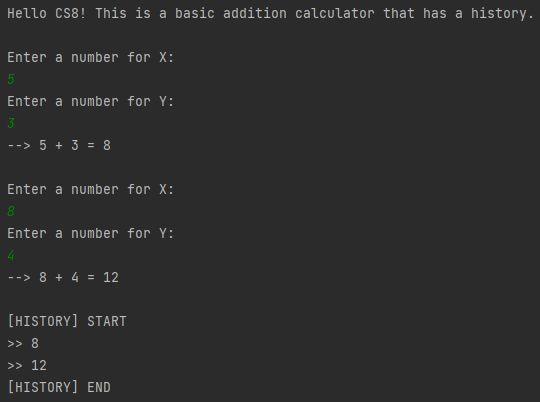 Hello CS8! This is a basic addition calculator that has a history.
Enter a number for X:
5
Enter a number for Y:
3
--> 5 + 3 = 8
Enter a number for X:
8
Enter a number for Y:
4
--> 8 + 4 = 12
[HISTORY] START
>> 8
>> 12
[HISTORY] END